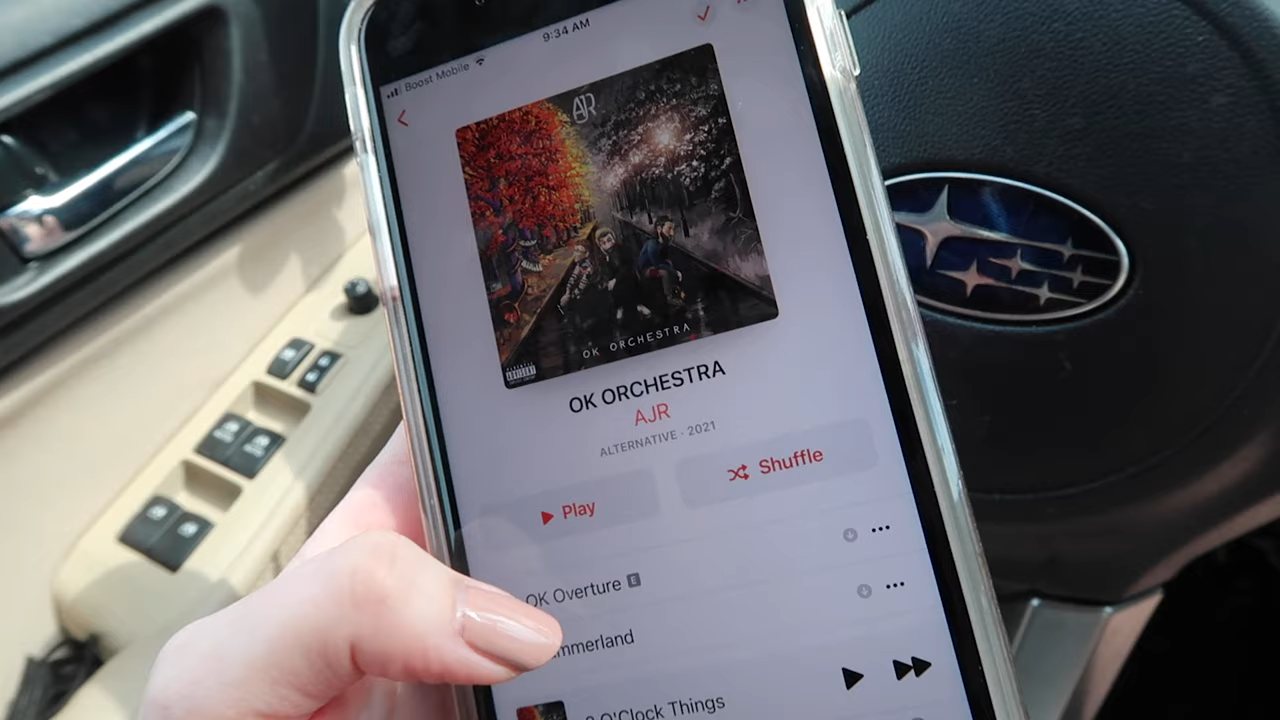 9:34 AM
Boost Mobile
AJR
OK ORCHESTRA
ADVISORY
OK ORCHESTRA
AJR
ALTERNATIVE · 2021
Play
Shuffle
OK Overture E
mmerland
O'Clock Things